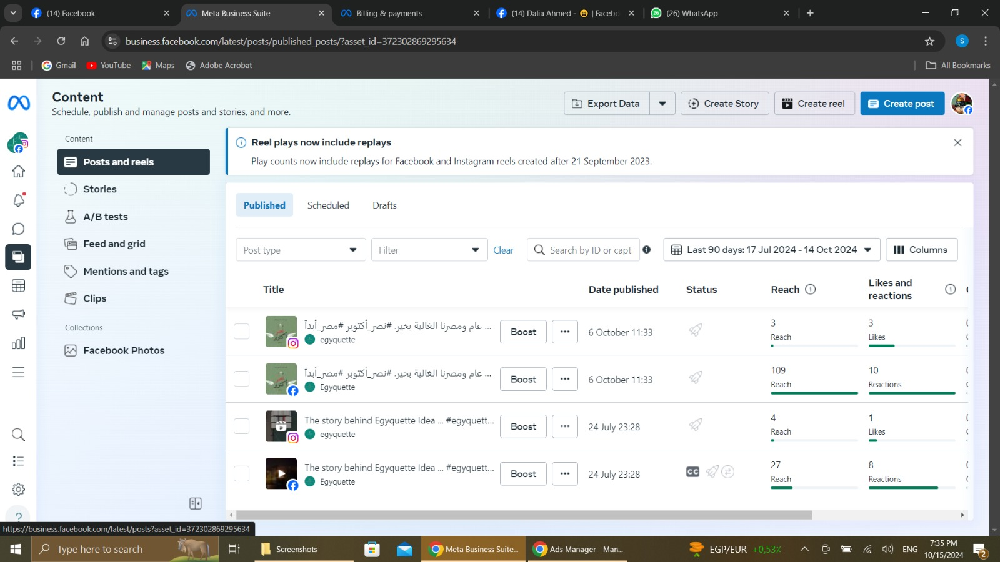 (14) Facebook
Meta Business Suite
Billing & payments
(14) Dalia Ahmed - 😩 | Facebo
26
(26) WhatsApp
business.facebook.com/latest/posts/published_posts/?asset_id=372302869295634
S
Gmail
YouTube
Maps
Adobe Acrobat
All Bookmarks
Content
Schedule, publish and manage posts and stories, and more.
Export Data
Create Story
Create reel
Create post
Content
Posts and reels
Stories
A/B tests
Feed and grid
Mentions and tags
Clips
Collections
Facebook Photos
Reel plays now include replays
Play counts now include replays for Facebook and Instagram reels created after 21 September 2023.
Published
Scheduled
Drafts
Post type
Filter
Clear
Search by ID or capti
Last 90 days: 17 Jul 2024 - 14 Oct 2024
Columns
Title
Date published
Status
Reach
Likes and
reactions
عام ومصرنا الغالية بخير. #نصر_أكتوبر #مصر_أبداً ...
egyquette
Boost
6 October 11:33
3
Reach
3
Likes
عام ومصرنا الغالية بخير. #نصر_أكتوبر #مصر_أبداً ...
Egyquette
Boost
6 October 11:33
109
Reach
10
Reactions
The story behind Egyquette Idea ... #egyquett...
egyquette
Boost
24 July 23:28
4
Reach
1
Likes
The story behind Egyquette Idea ... #egyquett...
Egyquette
Boost
24 July 23:28
CC
27
Reach
8
Reactions
?
https://business.facebook.com/latest/posts?asset_id=372302869295634
Type here to search
Screenshots
Meta Business Suite...
Ads Manager - Man...
EGP/EUR +0,53%
ENG
7:35 PM
10/15/2024
2